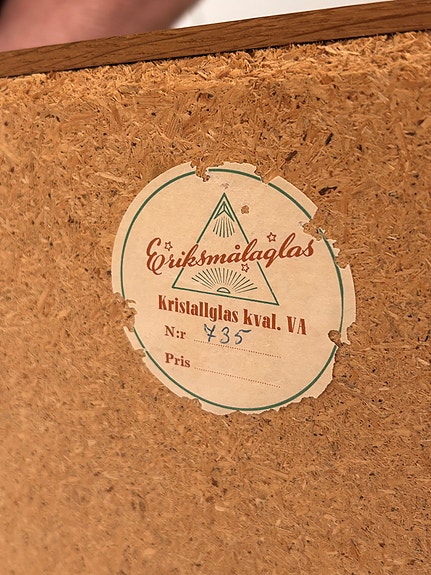 Eriksmålaglas
Kristallglas kval. VA
N:r 735
Pris